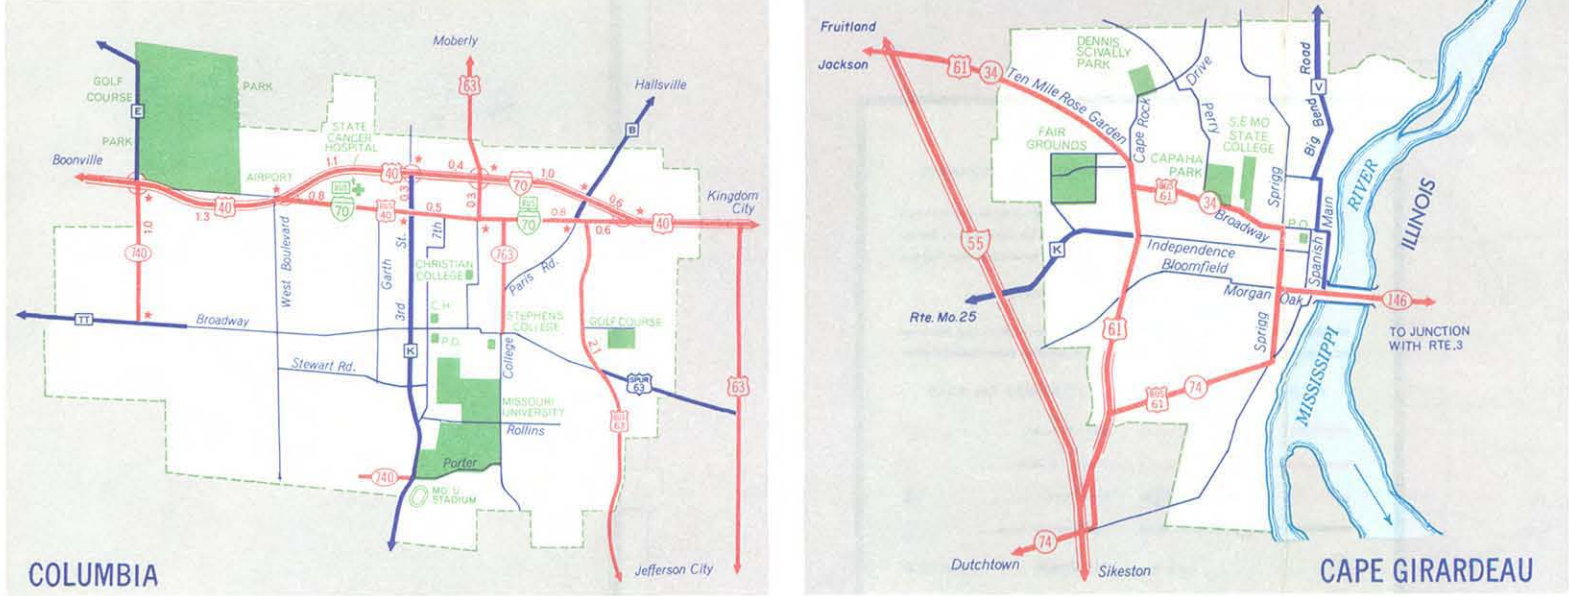 Moberly
63
Hallsville
B
GOLF
COURSE
PARK
E
PARK
STATE
CANCER
HOSPITAL
Boonville
AIRPORT
1.1
40
0.4
70
1.0
0.3
0.3
0.6
Kingdom
City
1.3
40
0.8
BUS
70
BUS
40
0.5
BUS
70
0.8
0.6
40
1.0
740
West Boulevard
Garth
3rd
St.
7th
763
Paris Rd.
CHRISTIAN
COLLEGE
C.H.
P.O.
STEPHENS
COLLEGE
GOLF COURSE
2.1
TT
Broadway
Stewart Rd.
K
College
SPUR
63
63
MISSOURI
UNIVERSITY
Rollins
BUS
63
Porter
740
MO. U.
STADIUM
Jefferson City
COLUMBIA
Fruitland
Jackson
61
34
Ten Mile Rose Garden
DENNIS
SCIVALLY
PARK
Cape Rock
Drive
Perry
Big Bend
Road
V
S.E MO
STATE
COLLEGE
FAIR
GROUNDS
CAPAHA
PARK
BUS
61
34
Broadway
Sprigg
P.O.
Main
Spanish
RIVER
ILLINOIS
55
K
Independence
Bloomfield
Morgan Oak
146
Rte. Mo. 25
TO JUNCTION
WITH RTE. 3
61
Sprigg
BUS
61
74
MISSISSIPPI
74
Dutchtown
Sikeston
CAPE GIRARDEAU